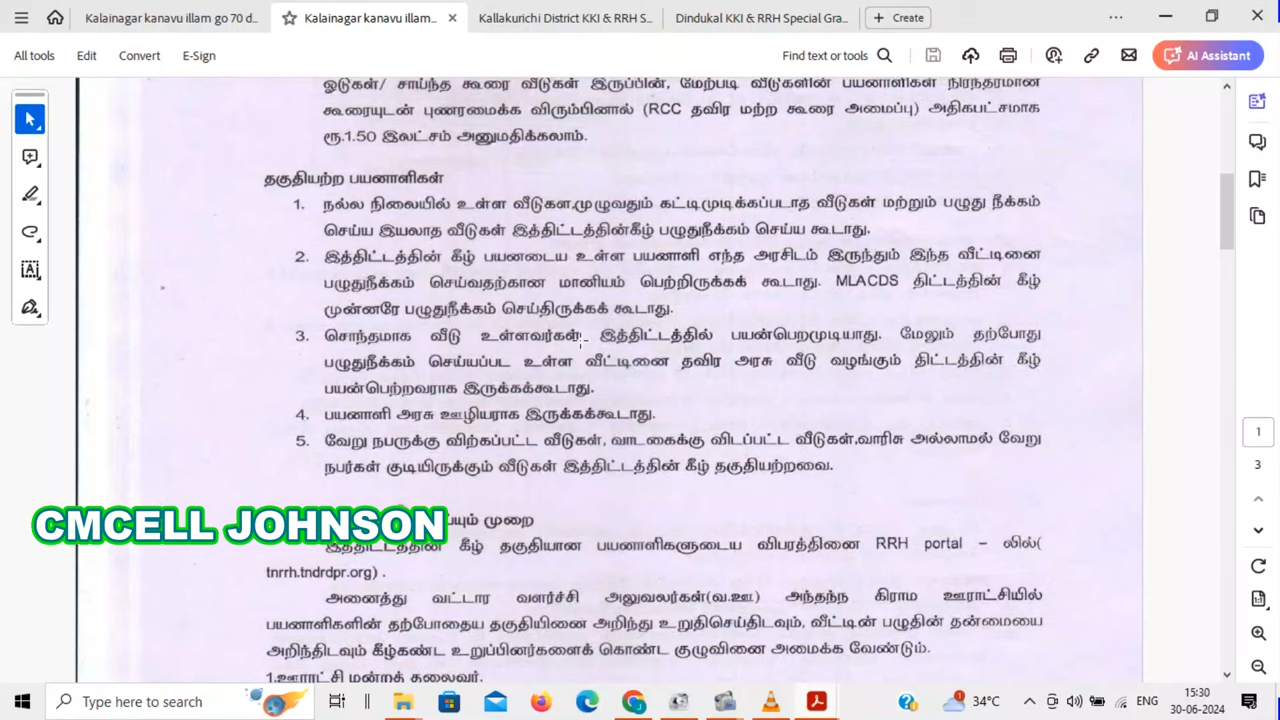 Kalainagar kanavu illam go 70 d...
Kalainagar kanavu illam...
Kallakurichi District KKI & RRH S...
Dindukal KKI & RRH Special Gra...
+ Create
All tools Edit Convert E-Sign
Find text or tools
AI Assistant
ஓடுகள்/ சாய்ந்த கூரை வீடுகள் இருப்பின், மேற்படி வீடுகளின் பயனாளிகள் நிரந்தரமான
கூரையுடன் புணரமைக்க விரும்பினால் (RCC தவிர மற்ற கூரை அமைப்பு) அதிகபட்சமாக
ரூ.1.50 இலட்சம் அனுமதிக்கலாம்.
தகுதியற்ற பயனாளிகள்
1. நல்ல நிலையில் உள்ள வீடுகள,முழுவதும் கட்டிமுடிக்கப்படாத வீடுகள் மற்றும் பழுது நீக்கம்
செய்ய இயலாத வீடுகள் இத்திட்டத்தின்கீழ் பழுதுநீக்கம் செய்ய கூடாது.
2. இத்திட்டத்தின் கீழ் பயனடைய உள்ள பயனாளி எந்த அரசிடம் இருந்தும் இந்த வீட்டினை
பழுதுநீக்கம் செய்வதற்கான மானியம் பெற்றிருக்கக் கூடாது. MLACDS திட்டத்தின் கீழ்
முன்னரே பழுதுநீக்கம் செய்திருக்கக் கூடாது.
3. சொந்தமாக வீடு உள்ளவர்கள் இத்திட்டத்தில் பயன்பெறமுடியாது. மேலும் தற்போது
பழுதுநீக்கம் செய்யப்பட உள்ள வீட்டினை தவிர அரசு வீடு வழங்கும் திட்டத்தின் கீழ்
பயன்பெற்றவராக இருக்கக்கூடாது.
4. பயனாளி அரசு ஊழியராக இருக்கக்கூடாது.
5. வேறு நபருக்கு விற்கப்பட்ட வீடுகள், வாடகைக்கு விடப்பட்ட வீடுகள்,வாரிசு அல்லாமல் வேறு
நபர்கள் குடியிருக்கும் வீடுகள் இத்திட்டத்தின் கீழ் தகுதியற்றவை.
CMCELL JOHNSON
முறை
இத்திட்டத்தின் கீழ் தகுதியான பயனாளிகளுடைய விபரத்தினை RRH portal – லில்(
tnrrh.tndrdpr.org) .
அனைத்து வட்டார வளர்ச்சி அலுவலர்கள்(வ.ஊ) அந்தந்ந கிராம ஊராட்சியில்
பயனாளிகளின் தற்போதைய தகுதியினை அறிந்து உறுதிசெய்திடவும், வீட்டின் பழுதின் தன்மையை
அறிந்திடவும் கீழ்கண்ட உறுப்பினர்களைக் கொண்ட குழுவினை அமைக்க வேண்டும்.
1.ஊராட்சி மன்றத் தலைவர்.
1
3
Type here to search
34°C
ENG
15:30
30-06-2024